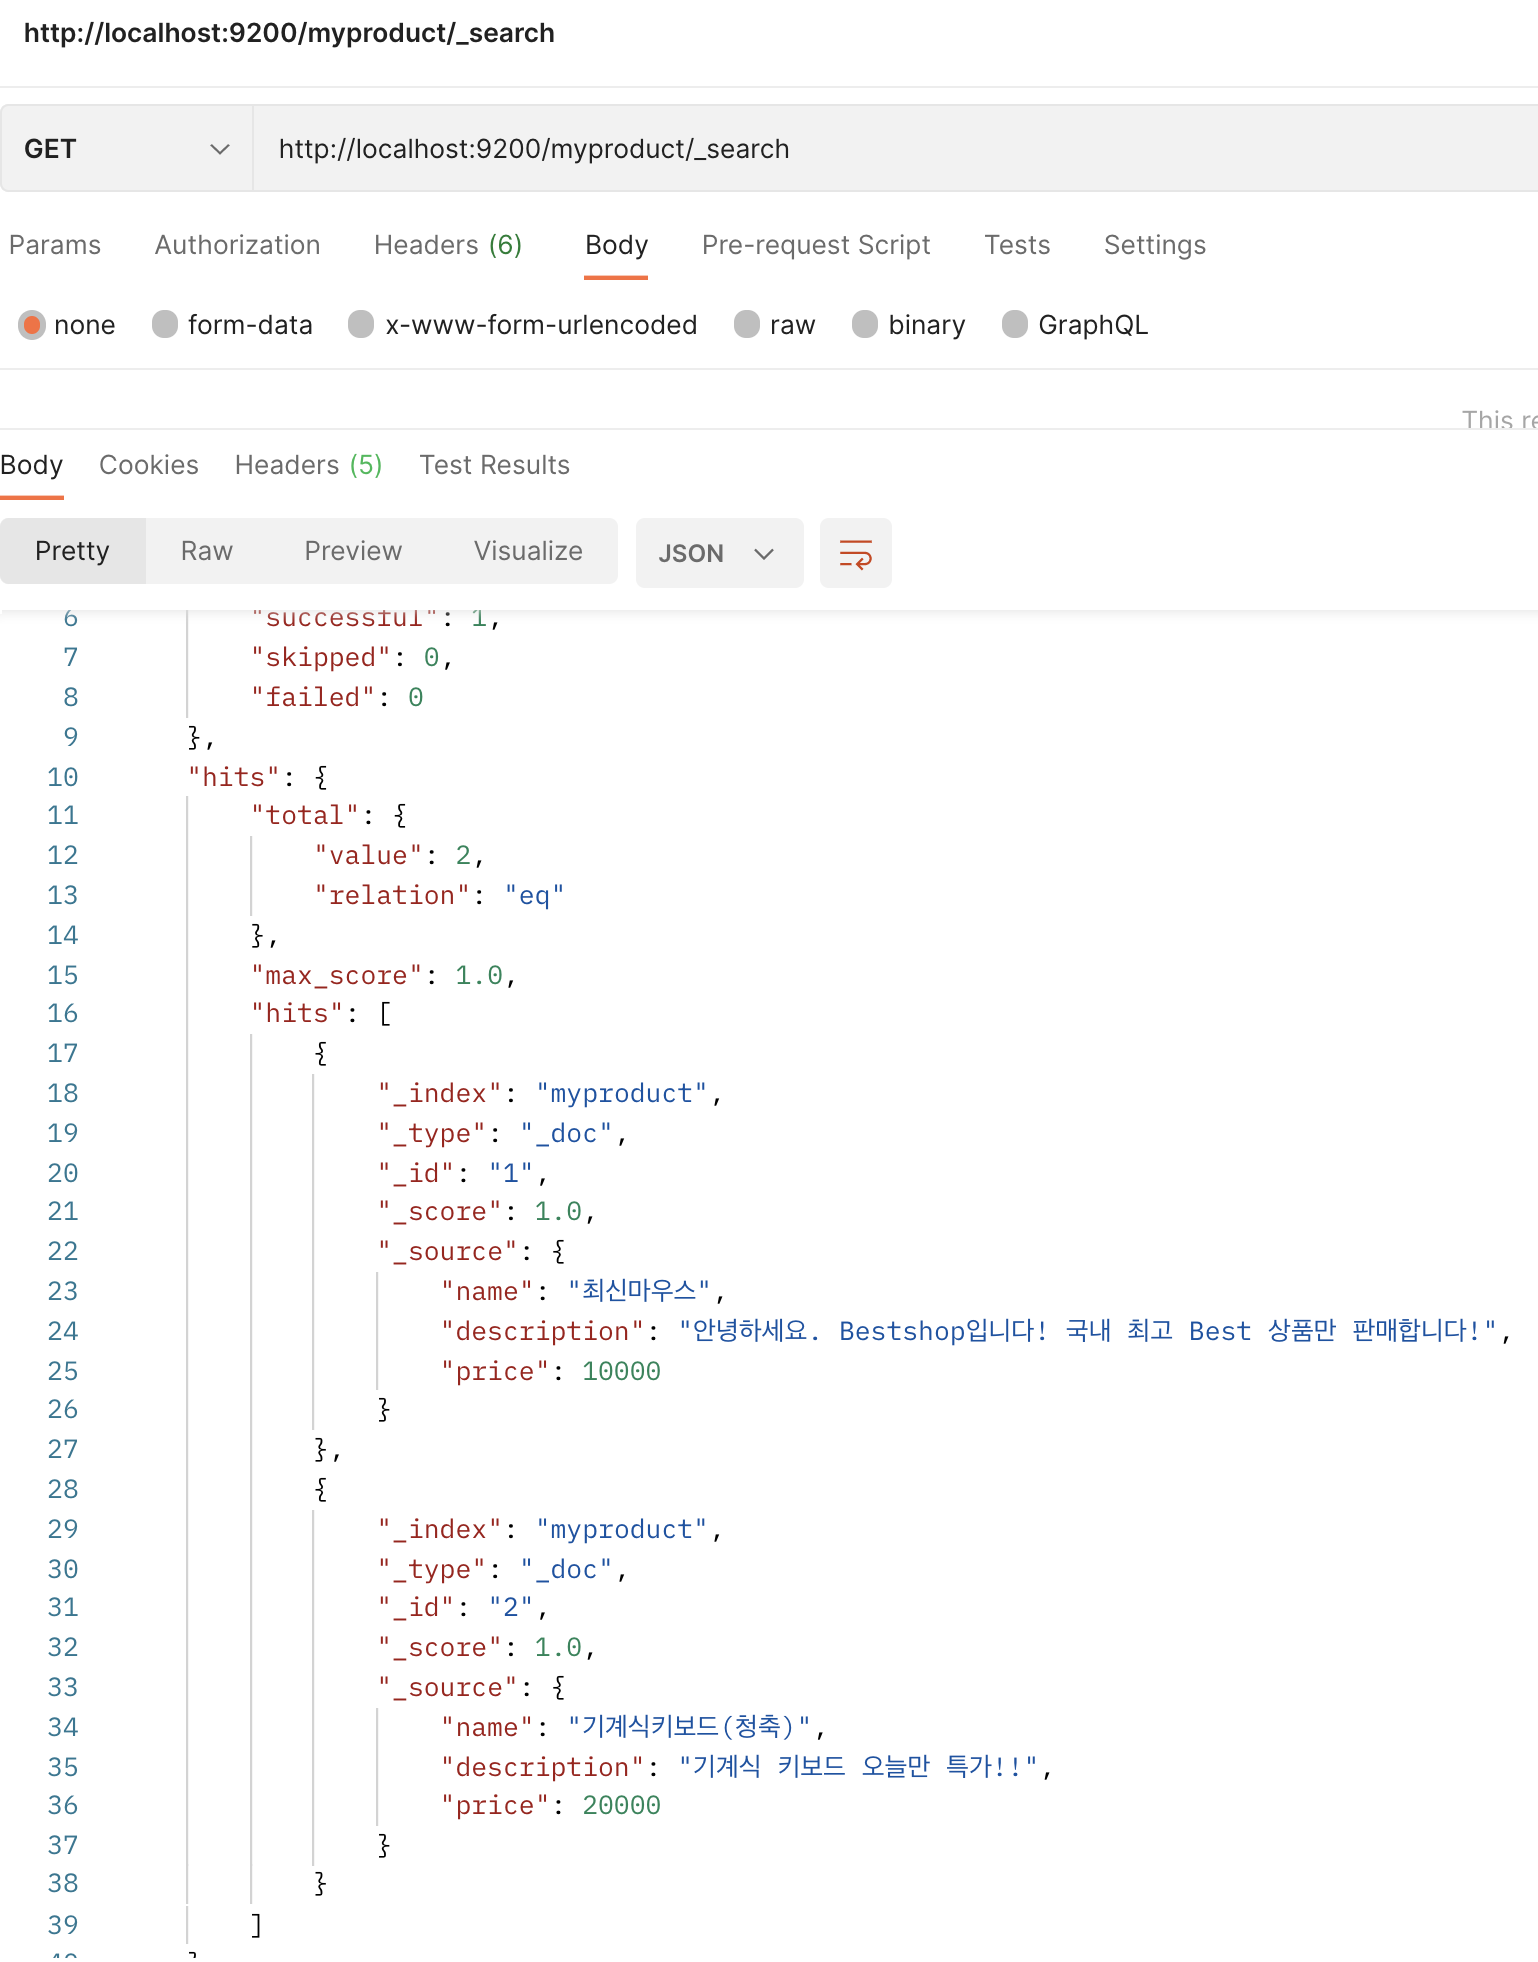 http://localhost:9200/myproduct/_search
GET http://localhost:9200/myproduct/_search
Params Authorization Headers (6) Body Pre-request Script Tests Settings
none form-data x-www-form-urlencoded raw binary GraphQL
This
Body Cookies Headers (5) Test Results
Pretty Raw Preview Visualize JSON
6 "successful": 1,
7 "skipped": 0,
8 "failed": 0
9 },
10 "hits": {
11 "total": {
12 "value": 2,
13 "relation": "eq"
14 },
15 "max_score": 1.0,
16 "hits": [
17 {
18 "_index": "myproduct",
19 "_type": "_doc",
20 "_id": "1",
21 "_score": 1.0,
22 "_source": {
23 "name": "최신마우스",
24 "description": "안녕하세요. Bestshop입니다! 국내 최고 Best 상품만 판매합니다!",
25 "price": 10000
26 }
27 },
28 {
29 "_index": "myproduct",
30 "_type": "_doc",
31 "_id": "2",
32 "_score": 1.0,
33 "_source": {
34 "name": "기계식키보드(청축)",
35 "description": "기계식 키보드 오늘만 특가!!",
36 "price": 20000
37 }
38 }
39 ]